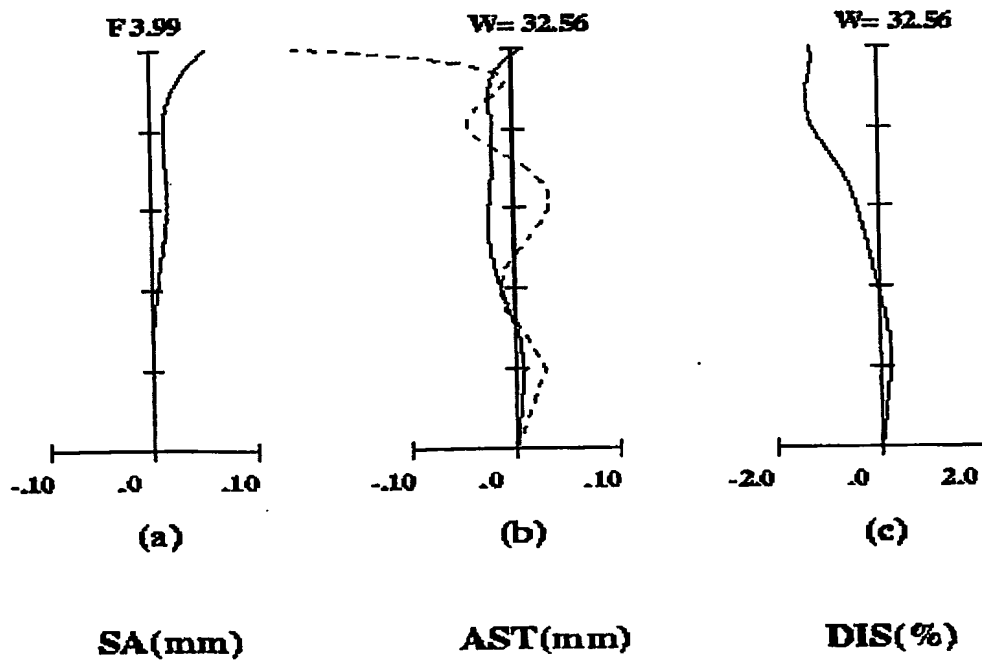 F 3.99 W= 32.56 W= 32.56
-.10 .0 .10 -.10 .0 .10 -2.0 .0 2.0
(a) (b) (c)
SA(mm) AST(mm) DIS(%)